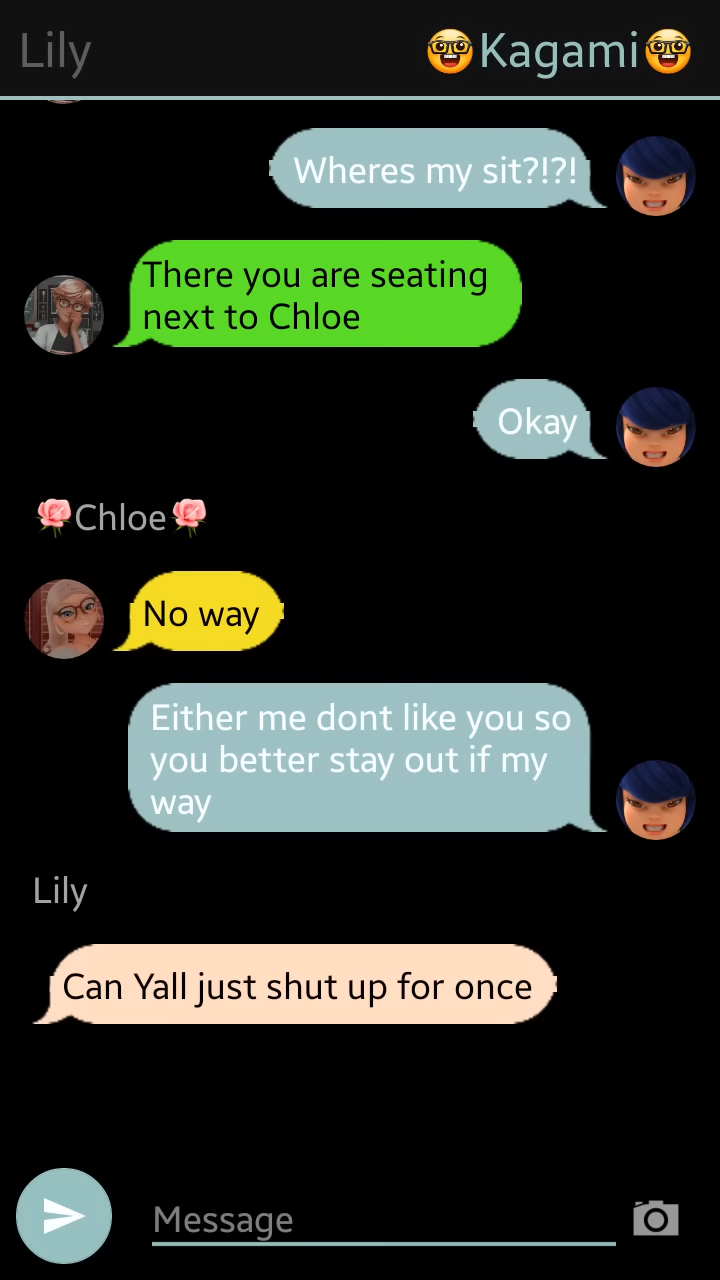 Lily
🤓Kagami🤓
Wheres my sit?!?!
There you are seating
next to Chloe
Okay
🌹Chloe🌹
No way
Either me dont like you so
you better stay out if my
way
Lily
Can Yall just shut up for once
Message